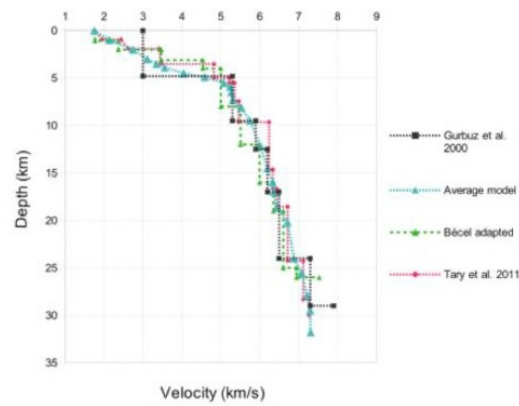 1 2 3 4 5 6 7 8 9
0
5
10
15
20
25
30
35
Depth (km)
Velocity (km/s)
Gurbuz et al.
2000
Average model
Bécel adapted
Tary et al. 2011